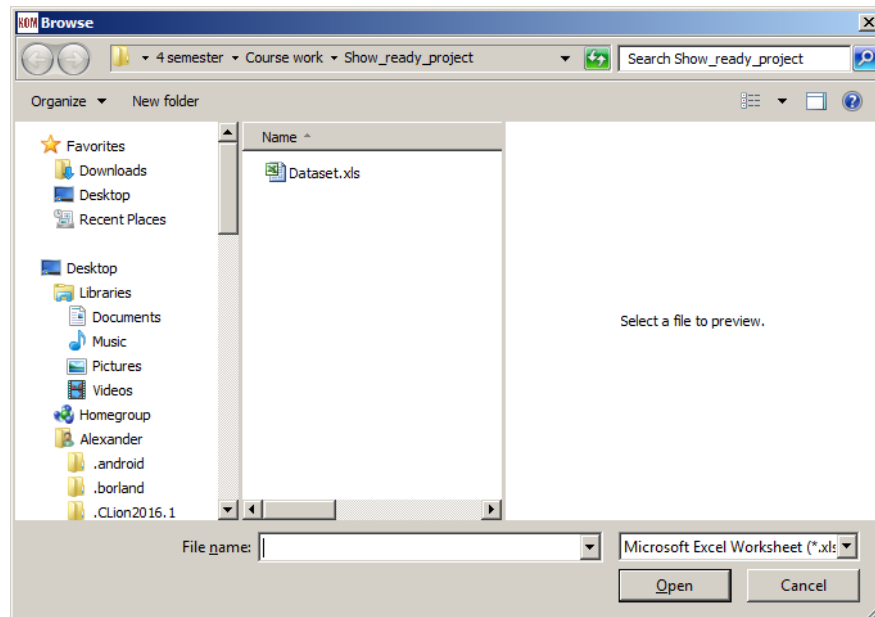 KOM Browse
4 semester Course work Show_ready_project Search Show_ready_project
Organize New folder
Favorites
Downloads
Desktop
Recent Places
Desktop
Libraries
Documents
Music
Pictures
Videos
Homegroup
Alexander
.android
.borland
.CLion2016.1
Name
Dataset.xls
Select a file to preview.
File name: Microsoft Excel Worksheet (*.xls
Open Cancel